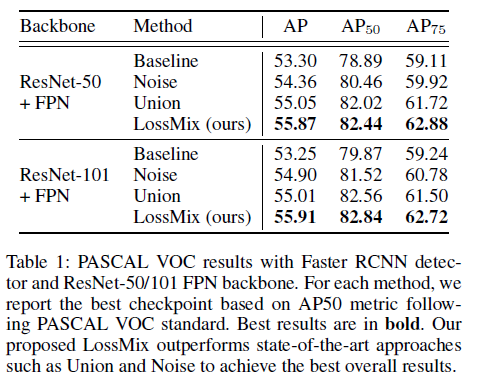 Backbone Method AP AP50 AP75
Baseline 53.30 78.89 59.11
ResNet-50 Noise 54.36 80.46 59.92
+ FPN Union 55.05 82.02 61.72
LossMix (ours) 55.87 82.44 62.88
Baseline 53.25 79.87 59.24
ResNet-101 Noise 54.90 81.52 60.78
+ FPN Union 55.01 82.56 61.50
LossMix (ours) 55.91 82.84 62.72
Table 1: PASCAL VOC results with Faster RCNN detec-
tor and ResNet-50/101 FPN backbone. For each method, we
report the best checkpoint based on AP50 metric follow-
ing PASCAL VOC standard. Best results are in bold. Our
proposed LossMix outperforms state-of-the-art approaches
such as Union and Noise to achieve the best overall results.